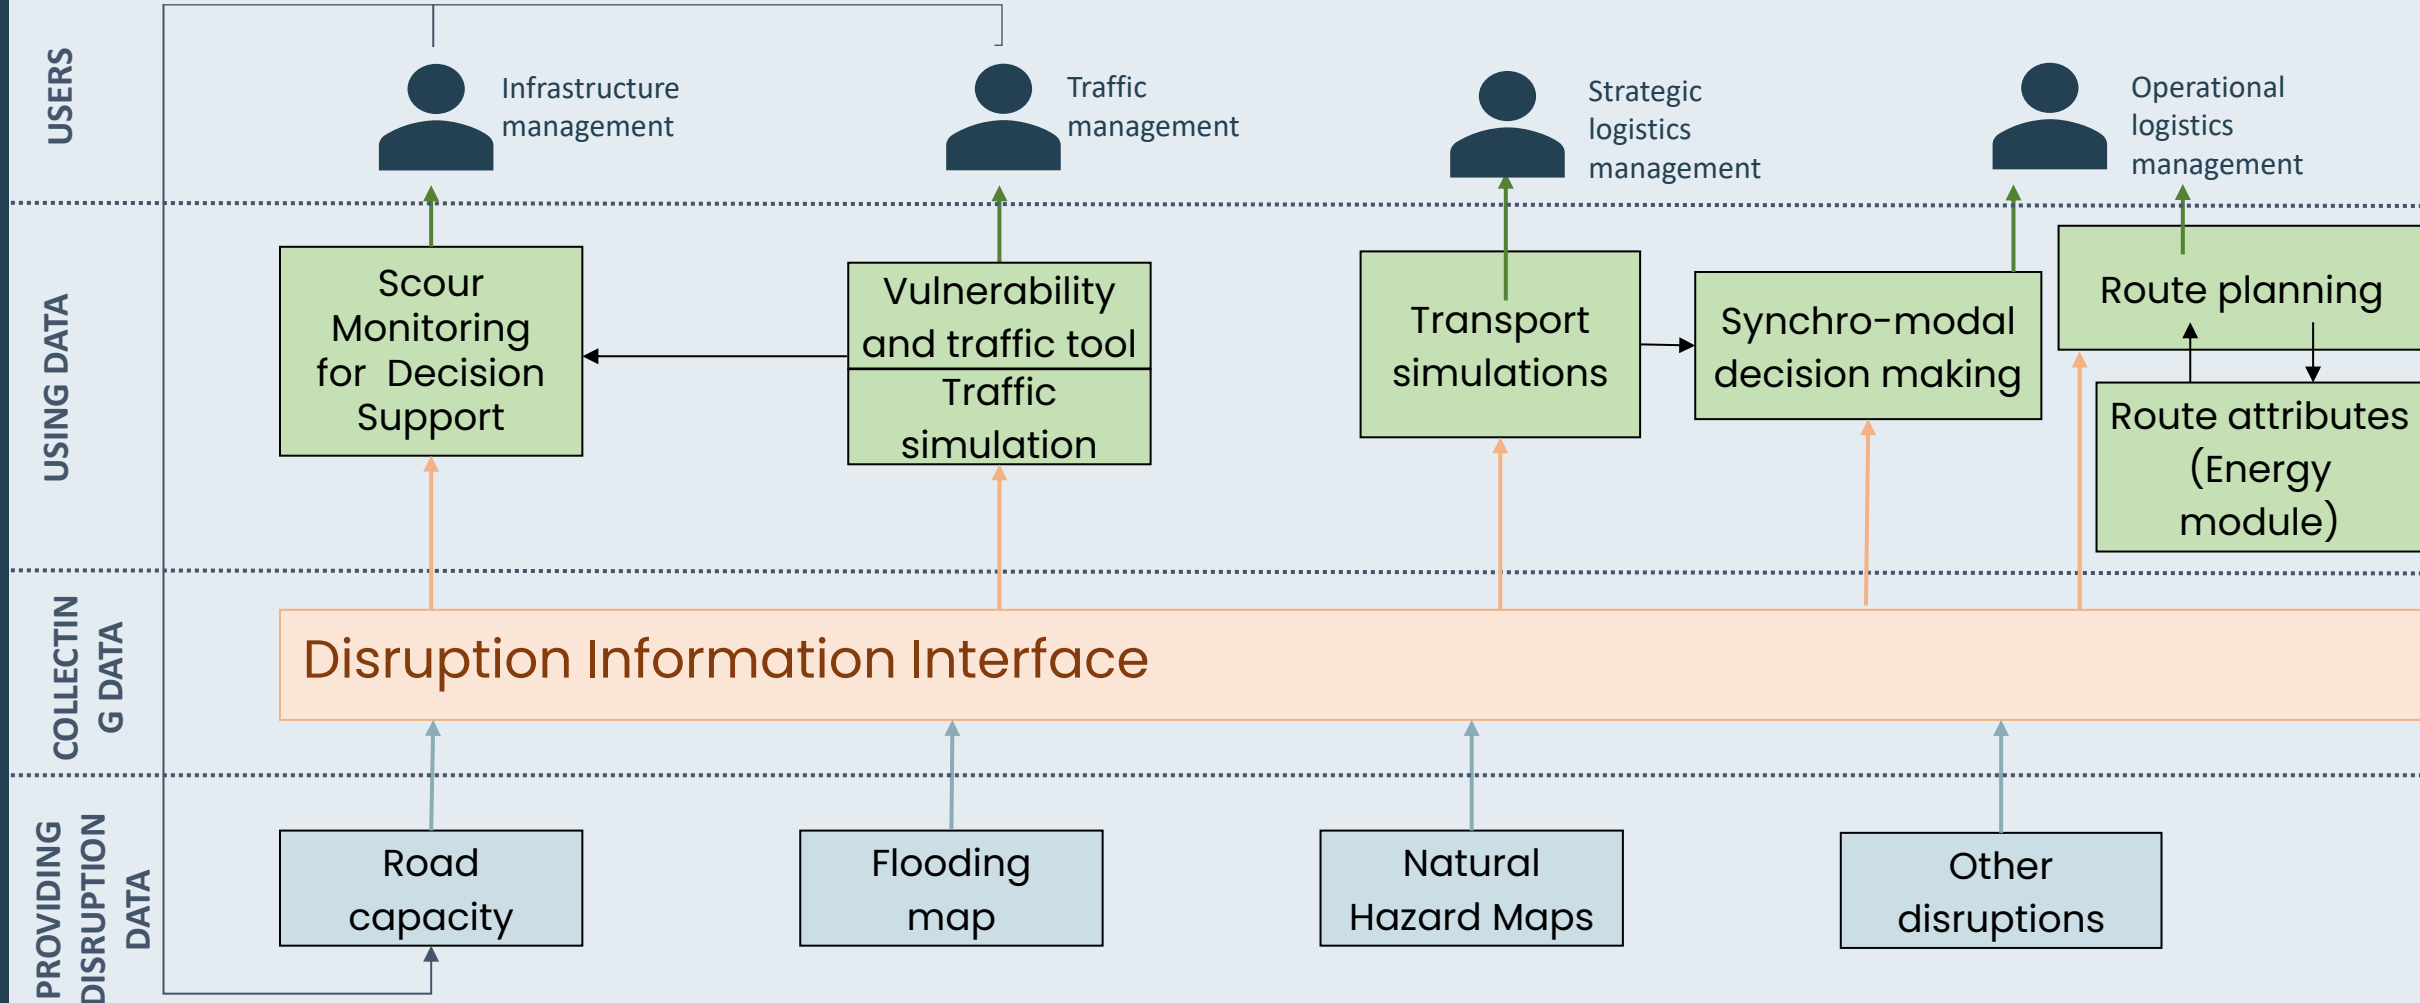 USERS
Infrastructure
management
Traffic
management
Strategic
logistics
management
Operational
logistics
management
USING DATA
Scour
Monitoring
for Decision
Support
Vulnerability
and traffic tool
Traffic
simulation
Transport
simulations
Synchro-modal
decision making
Route planning
Route attributes
(Energy
module)
COLLECTIN
G DATA
Disruption Information Interface
PROVIDING
DISRUPTION
DATA
Road
capacity
Flooding
map
Natural
Hazard Maps
Other
disruptions